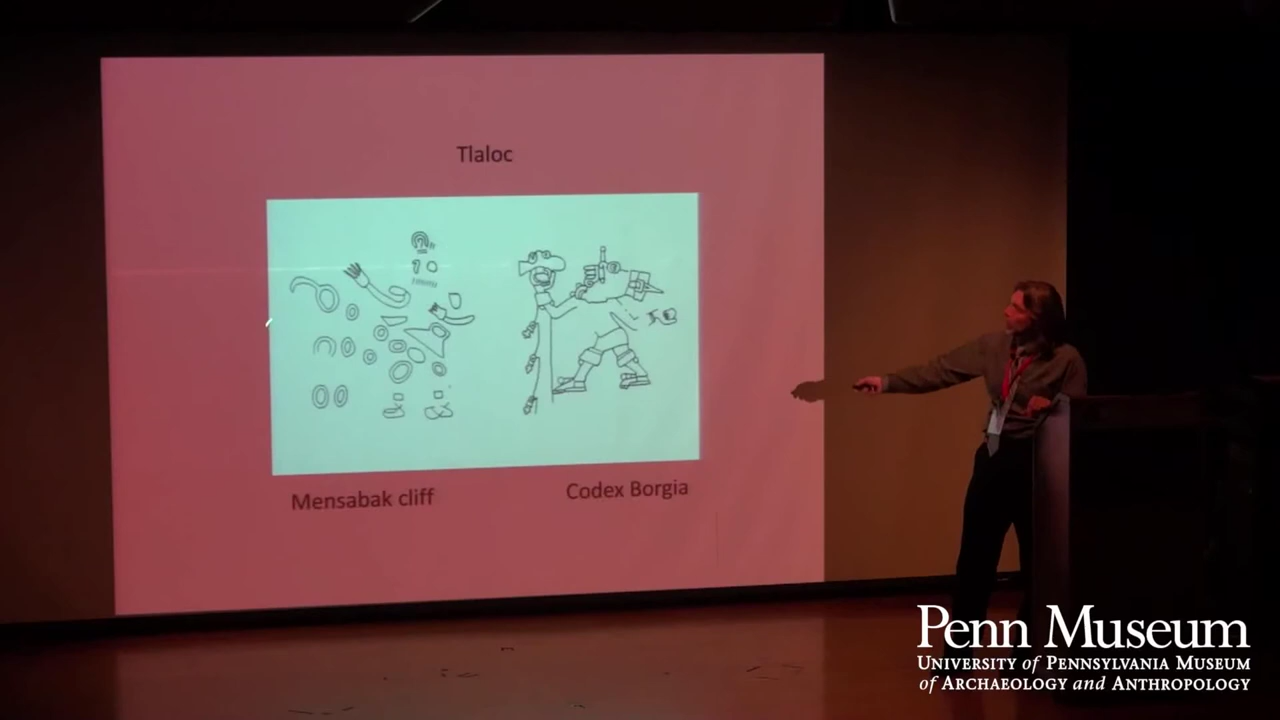 Tlaloc
Mensabak cliff
Codex Borgia
Penn Museum
UNIVERSITY of PENNSYLVANIA MUSEUM
of ARCHAEOLOGY and ANTHROPOLOGY